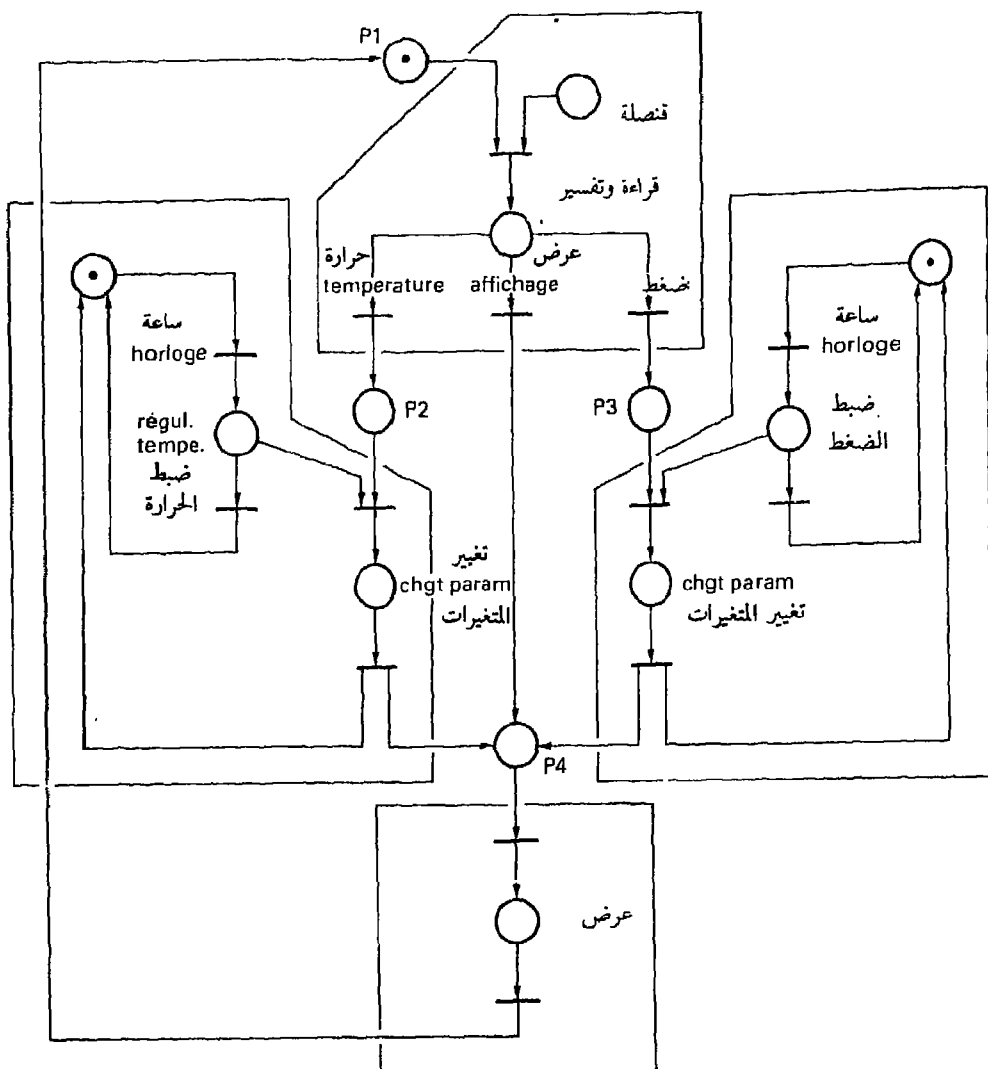 P1
قنصلة
قراءة وتفسير
حرارة
عرض
temperature
affichage
ضغط
ساعة
horloge
ساعة
horloge
P2
P3
régul.
tempe.
ضبط
الحرارة
ضبط
الضغط
تغيير
chgt param
المتغيرات
chgt param
تغيير المتغيرات
P4
عرض